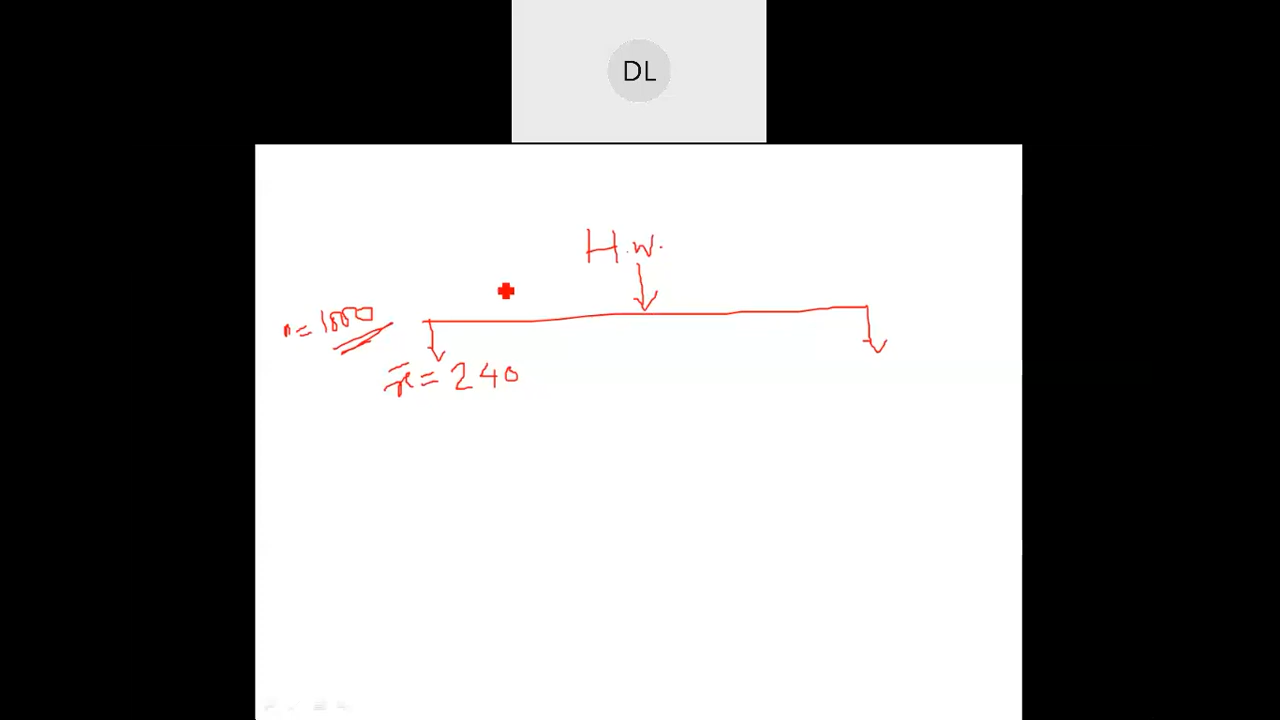 DL
H.w.
n = 1000
x̄ = 240